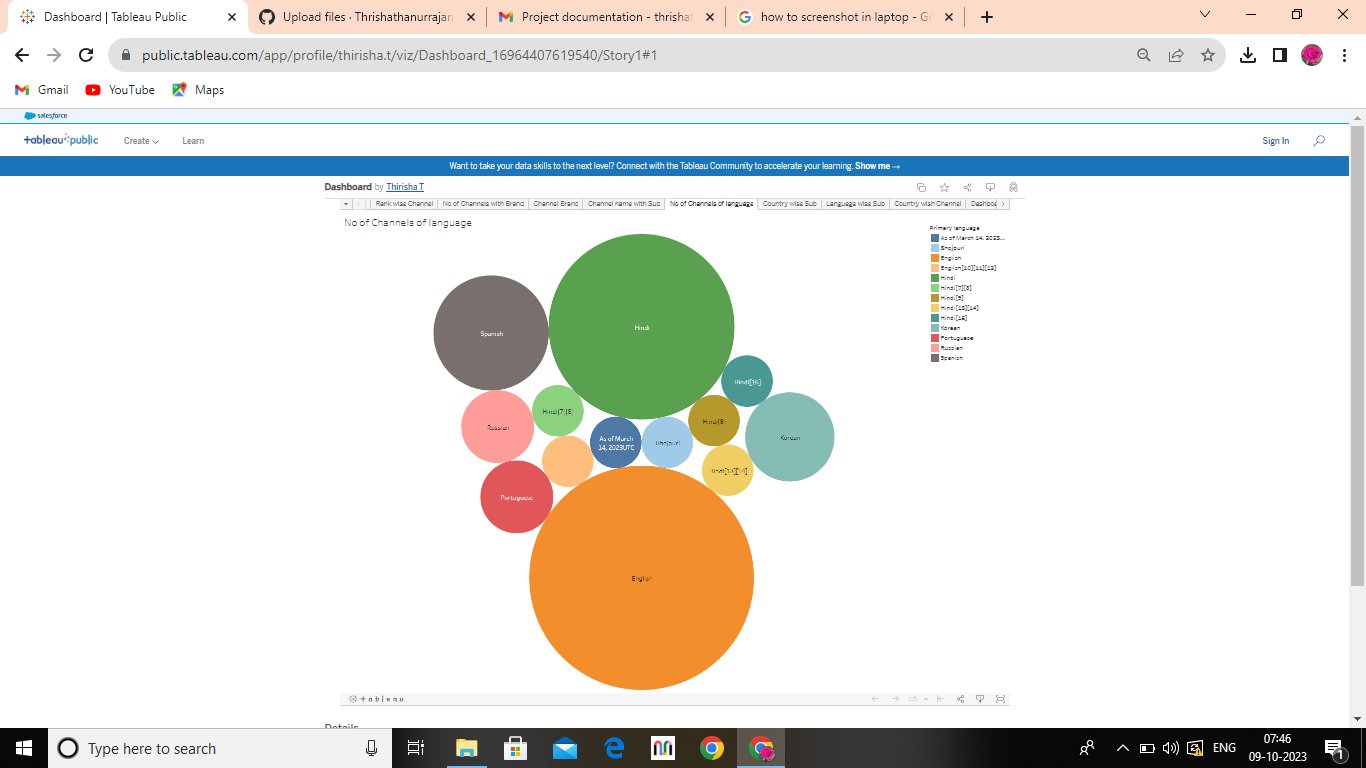 Dashboard | Tableau Public
Upload files · Thrishathanurrajan
Project documentation - thrishat
how to screenshot in laptop - Go
public.tableau.com/app/profile/thirisha.t/viz/Dashboard_16964407619540/Story1#1
Gmail
YouTube
Maps
salesforce
+ableau:public
Create
Learn
Sign In
Want to take your data skills to the next level? Connect with the Tableau Community to accelerate your learning. Show me →
Dashboard by Thirisha T
Rank wise Channel
No of Channels with Brand
Channel Brand
Channel name with Sub
No of Channels of language
Country wise Sub
Language wise Sub
Country wish Channel
Dashboa
No of Channels of language
Primary language
As of March 14, 2023...
Bhojpuri
English
English[10][11][12]
Hindi
Hindi[7][8]
Hindi[9]
Hindi[13][14]
Hindi[16]
Korean
Portuguese
Russian
Spanish
Hindi
Spanish
Hindi[16]
Hindi[7][8]
Hindi[9]
Russian
As of March
14, 2023UTC
Bhojpuri
Korean
Hindi[13][14]
Portuguese
English
+ableau
Details
Type here to search
ENG
07:46
09-10-2023
1